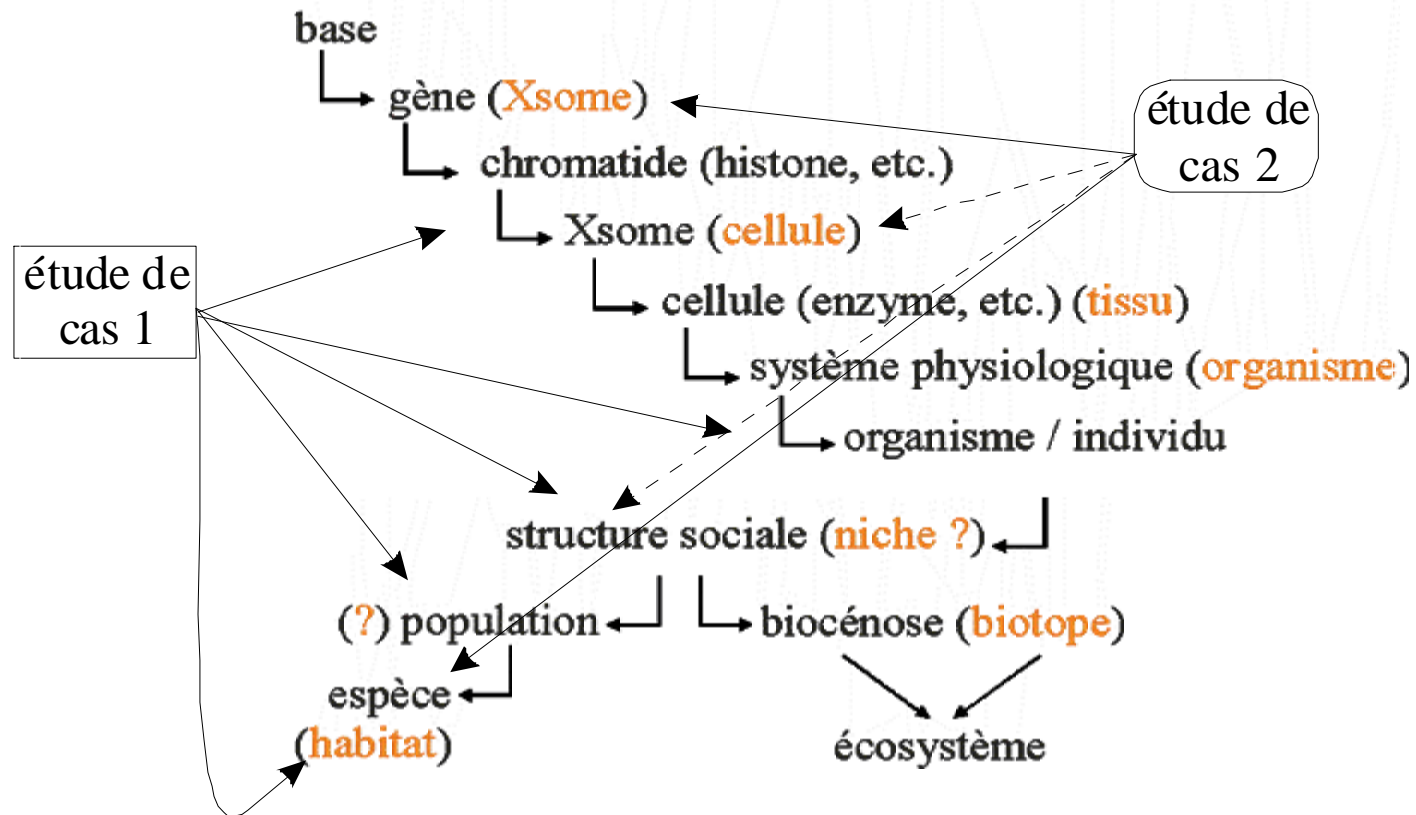 base
gène (Xsome)
étude de
cas 2
chromatide (histone, etc.)
Xsome (cellule)
étude de
cas 1
cellule (enzyme, etc.) (tissu)
système physiologique (organisme)
organisme / individu
structure sociale (niche ?)
(?) population
biocénose (biotope)
espèce
(habitat)
écosystème